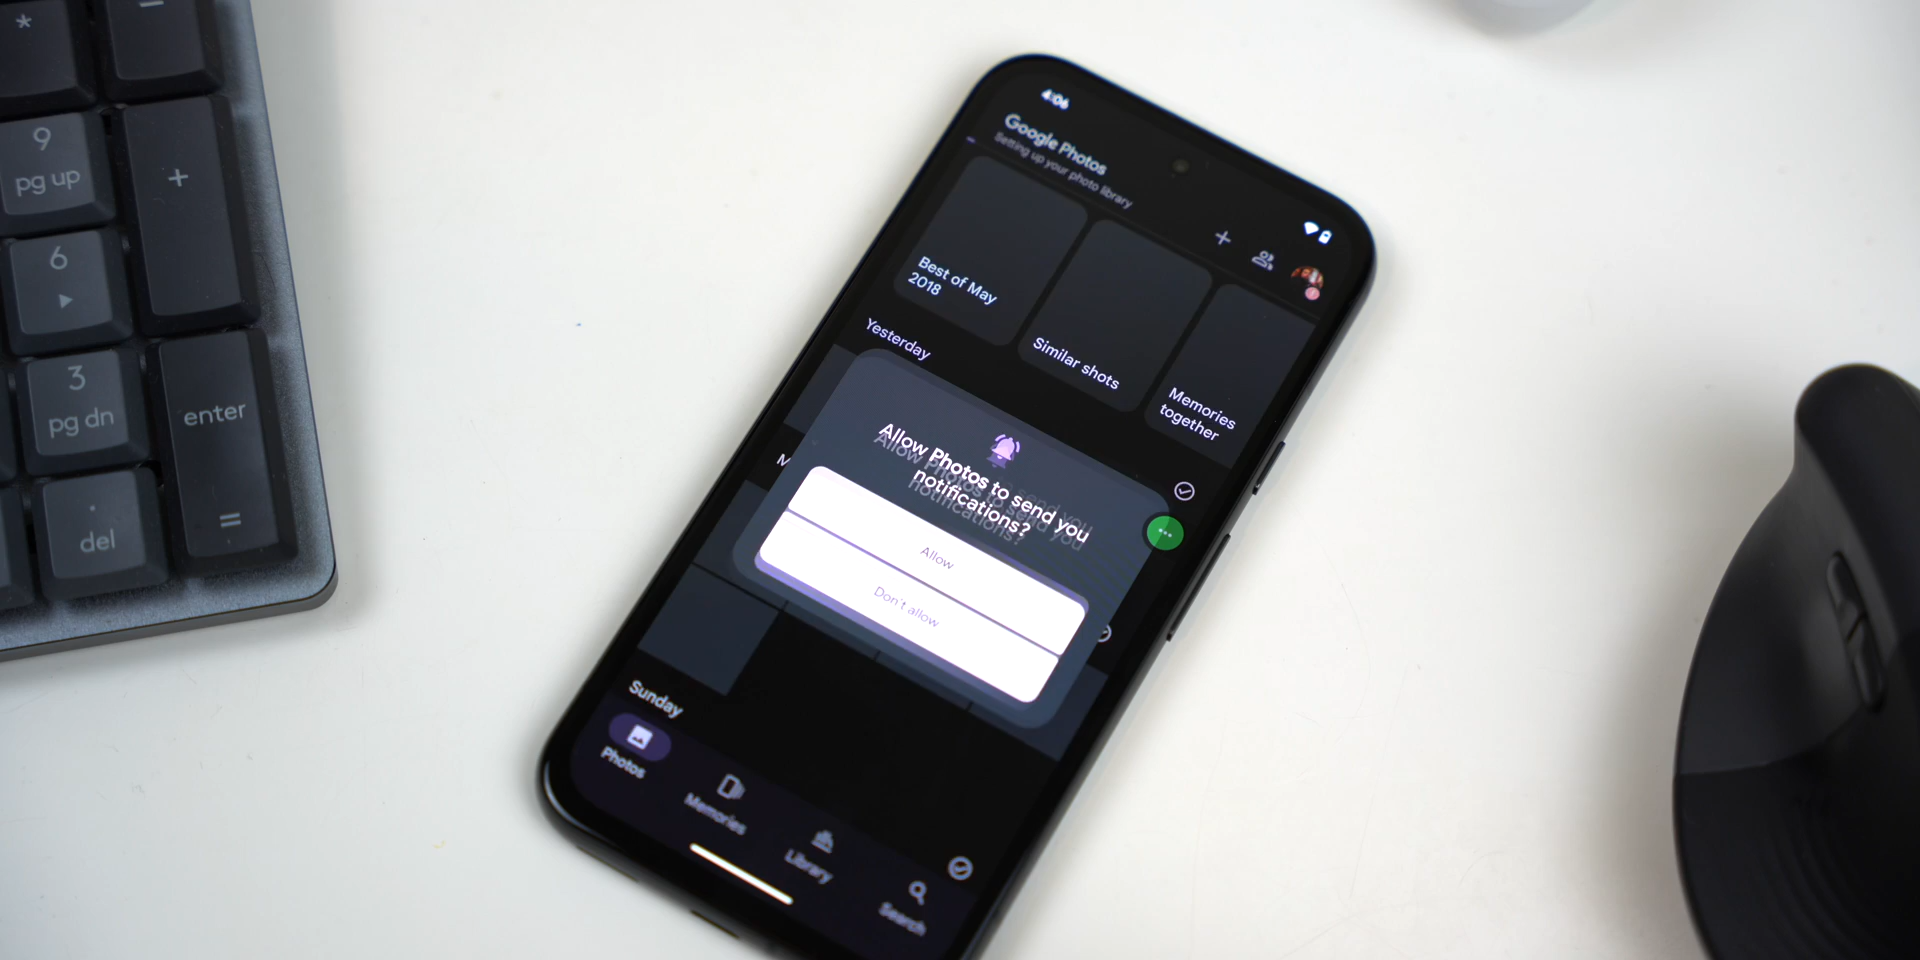 *
−
9
pg up
+
6
3
pg dn
enter
.
del
=
4:06
Google Photos
Setting up your photo library
Best of May
2018
Similar shots
Memories
together
Yesterday
Allow Photos to send you
notifications?
M
Allow
Don't allow
Sunday
Photos
Memories
Library
Search